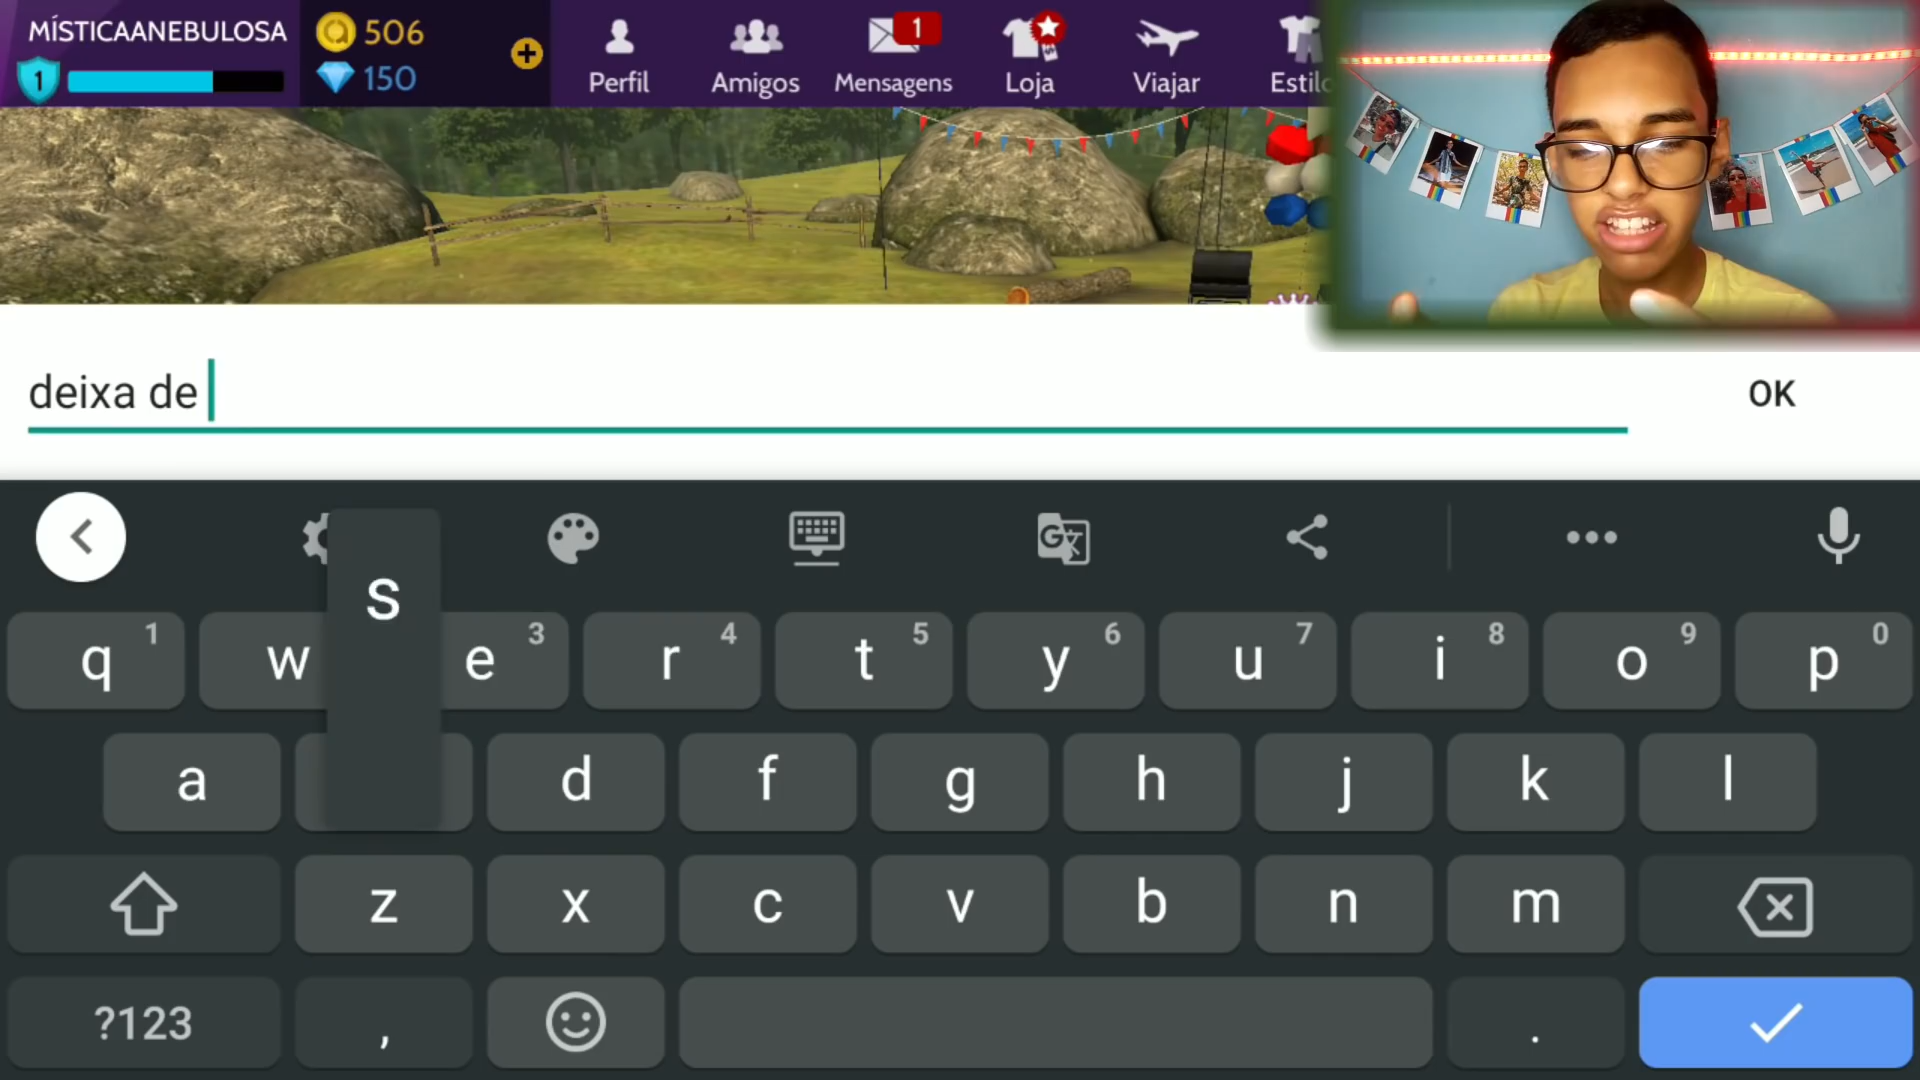 MÍSTICAANEBULOSA
506
1
150
1
Perfil
Amigos
Mensagens
Loja
Viajar
Estilo
deixa de
OK
s
q 1
w
e 3
r 4
t 5
y 6
u 7
i 8
o 9
p 0
a
d
f
g
h
j
k
l
z
x
c
v
b
n
m
?123
,
.